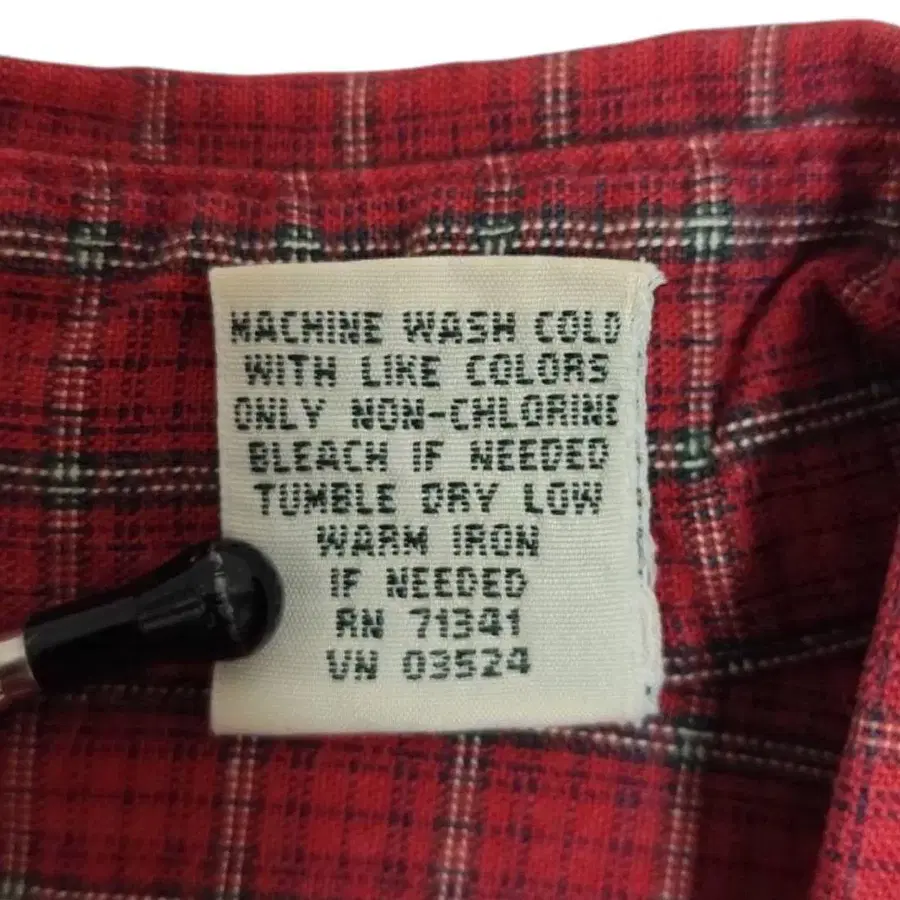 MACHINE WASH COLD
WITH LIKE COLORS
ONLY NON-CHLORINE
BLEACH IF NEEDED
TUMBLE DRY LOW
WARM IRON
IF NEEDED
RN 71341
VN 03524